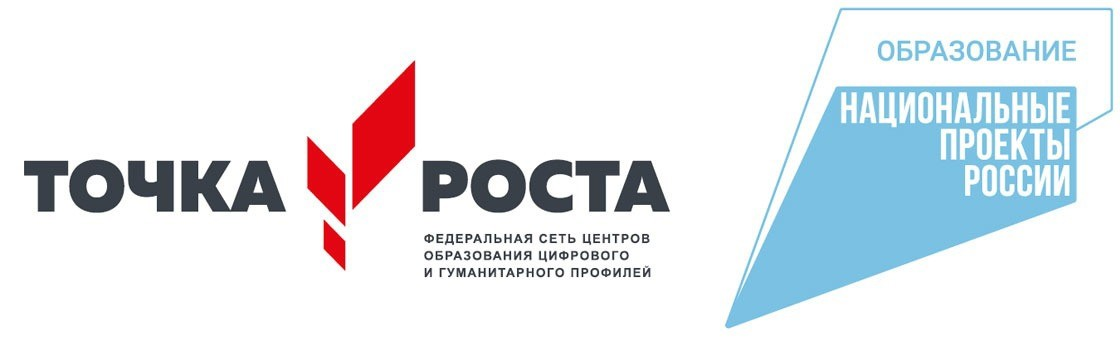 ТОЧКА РОСТА
ФЕДЕРАЛЬНАЯ СЕТЬ ЦЕНТРОВ
ОБРАЗОВАНИЯ ЦИФРОВОГО
И ГУМАНИТАРНОГО ПРОФИЛЕЙ
ОБРАЗОВАНИЕ
НАЦИОНАЛЬНЫЕ
ПРОЕКТЫ
РОССИИ